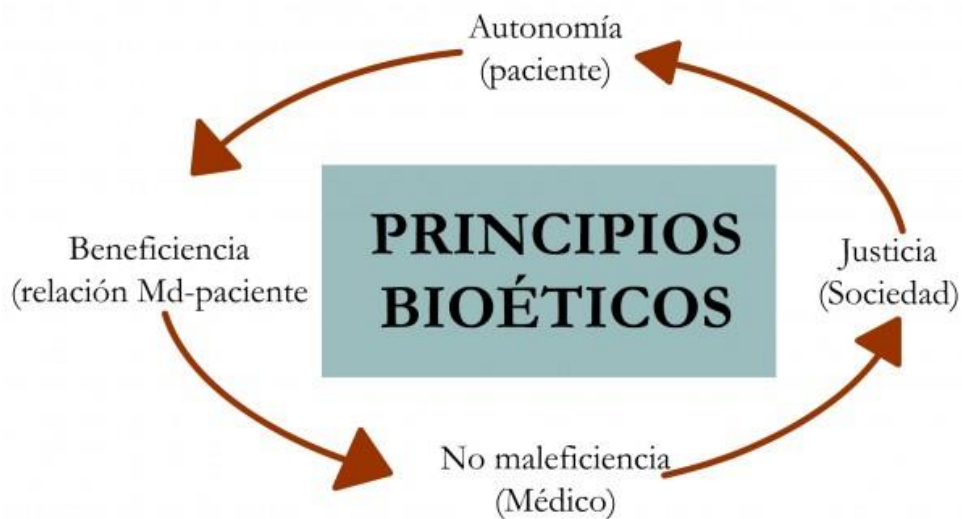 Autonomía
(paciente)
PRINCIPIOS
BIOÉTICOS
Beneficiencia
(relación Md-paciente
Justicia
(Sociedad)
No maleficiencia
(Médico)